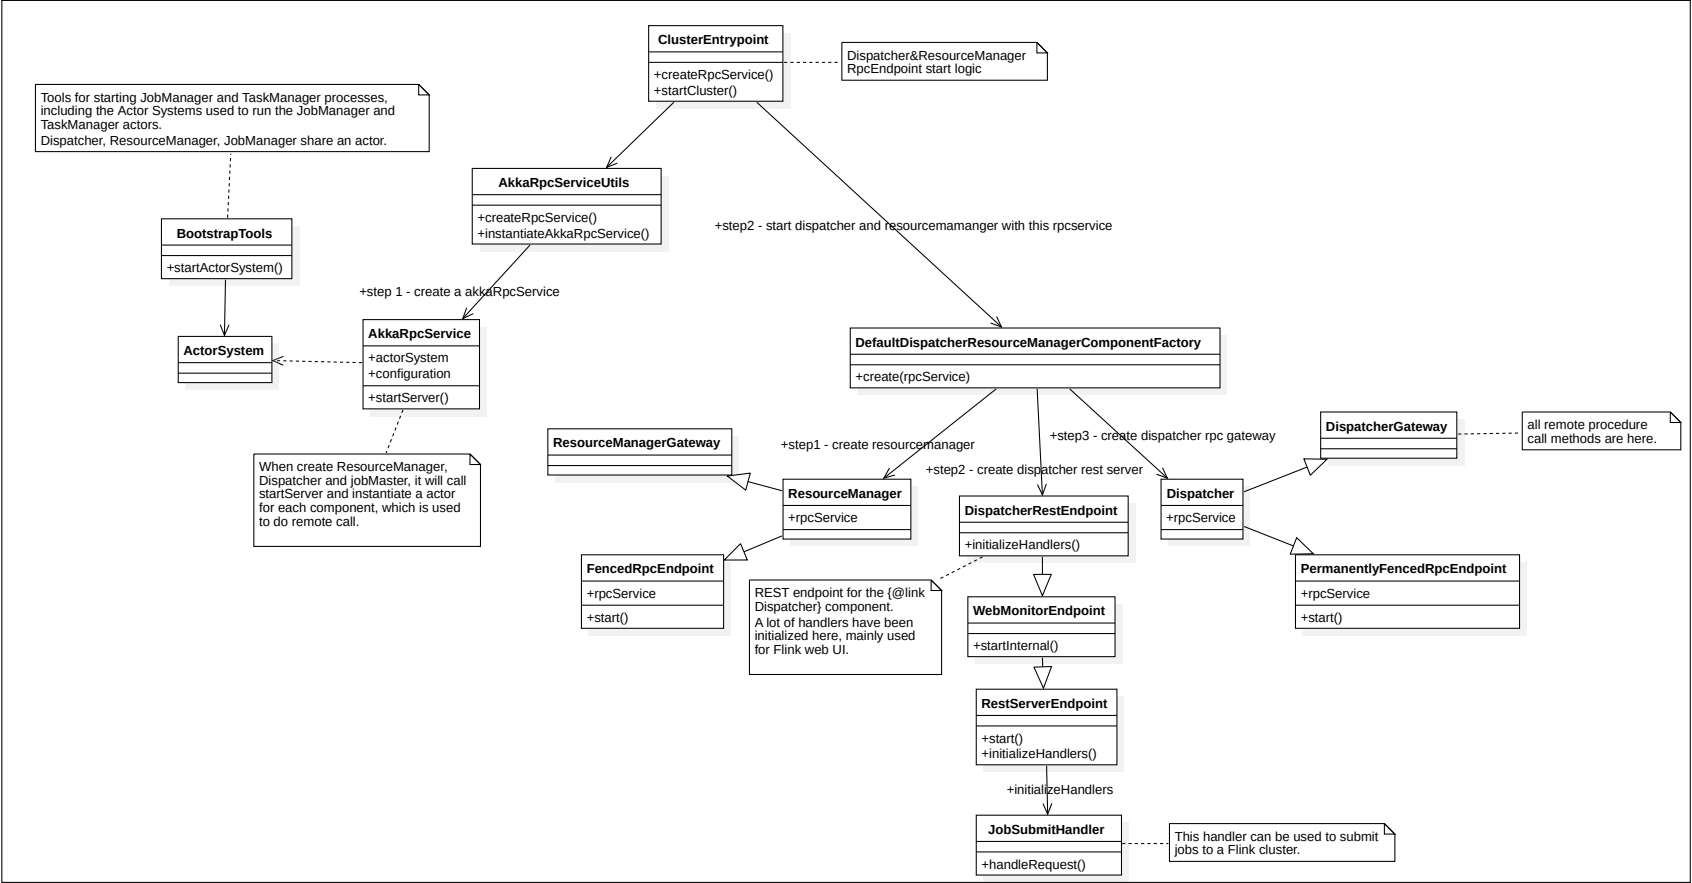 ClusterEntrypoint
+createRpcService()
+startCluster()
Dispatcher&ResourceManager
RpcEndpoint start logic
Tools for starting JobManager and TaskManager processes,
including the Actor Systems used to run the JobManager and
TaskManager actors.
Dispatcher, ResourceManager, JobManager share an actor.
AkkaRpcServiceUtils
+createRpcService()
+instantiateAkkaRpcService()
+step2 - start dispatcher and resourcemamanger with this rpcservice
BootstrapTools
+startActorSystem()
+step 1 - create a akkaRpcService
ActorSystem
AkkaRpcService
+actorSystem
+configuration
+startServer()
DefaultDispatcherResourceManagerComponentFactory
+create(rpcService)
When create ResourceManager,
Dispatcher and jobMaster, it will call
startServer and instantiate a actor
for each component, which is used
to do remote call.
ResourceManagerGateway
+step1 - create resourcemanager
+step3 - create dispatcher rpc gateway
+step2 - create dispatcher rest server
DispatcherGateway
all remote procedure
call methods are here.
ResourceManager
+rpcService
DispatcherRestEndpoint
+initializeHandlers()
Dispatcher
+rpcService
FencedRpcEndpoint
+rpcService
+start()
PermanentlyFencedRpcEndpoint
+rpcService
+start()
REST endpoint for the {@link
Dispatcher} component.
A lot of handlers have been
initialized here, mainly used
for Flink web UI.
WebMonitorEndpoint
+startInternal()
RestServerEndpoint
+start()
+initializeHandlers()
+initializeHandlers
JobSubmitHandler
+handleRequest()
This handler can be used to submit
jobs to a Flink cluster.